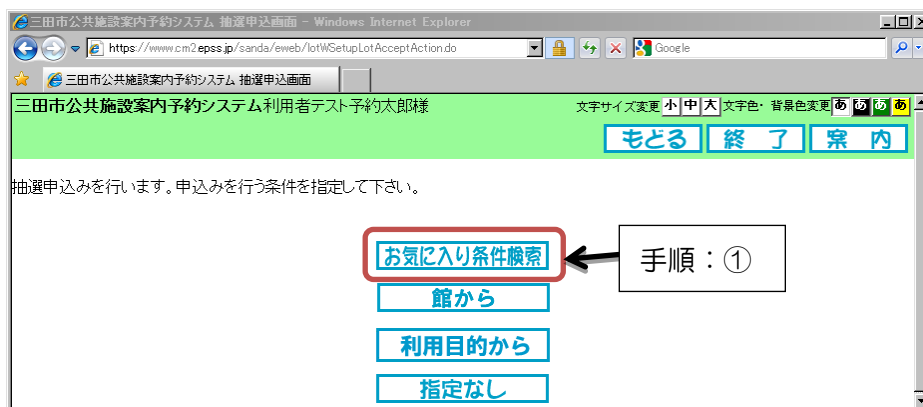 三田市公共施設案内予約システム 抽選申込画面 - Windows Internet Explorer
https://www.cm2.epss.jp/sanda/eweb/lotWSetupLotAcceptAction.do
Google
三田市公共施設案内予約システム 抽選申込画面
三田市公共施設案内予約システム利用者テスト予約太郎様 文字サイズ変更 小 中 大 文字色・背景色変更 あ あ あ あ
もどる 終 了 案 内
抽選申込みを行います。申込みを行う条件を指定して下さい。
お気に入り条件検索
手順：①
館から
利用目的から
指定なし